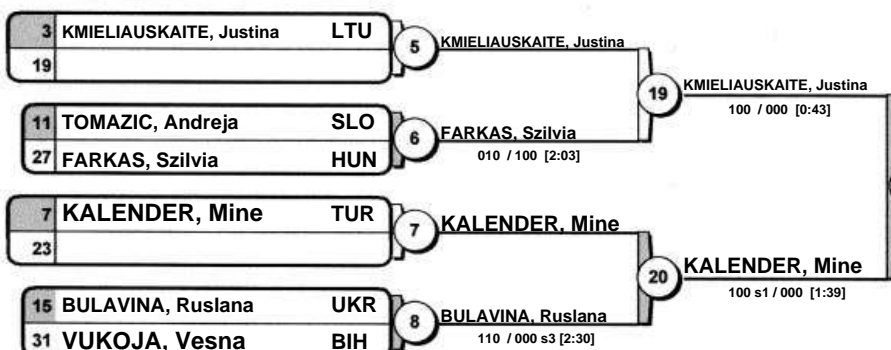 3 KMIELIAUSKAITE, Justina LTU
19
5
KMIELIAUSKAITE, Justina
11 TOMAZIC, Andreja SLO
27 FARKAS, Szilvia HUN
6
FARKAS, Szilvia
010 / 100 [2:03]
19
KMIELIAUSKAITE, Justina
100 / 000 [0:43]
7 KALENDER, Mine TUR
23
7
KALENDER, Mine
15 BULAVINA, Ruslana UKR
31 VUKOJA, Vesna BIH
8
BULAVINA, Ruslana
110 / 000 s3 [2:30]
20
KALENDER, Mine
100 s1 / 000 [1:39]